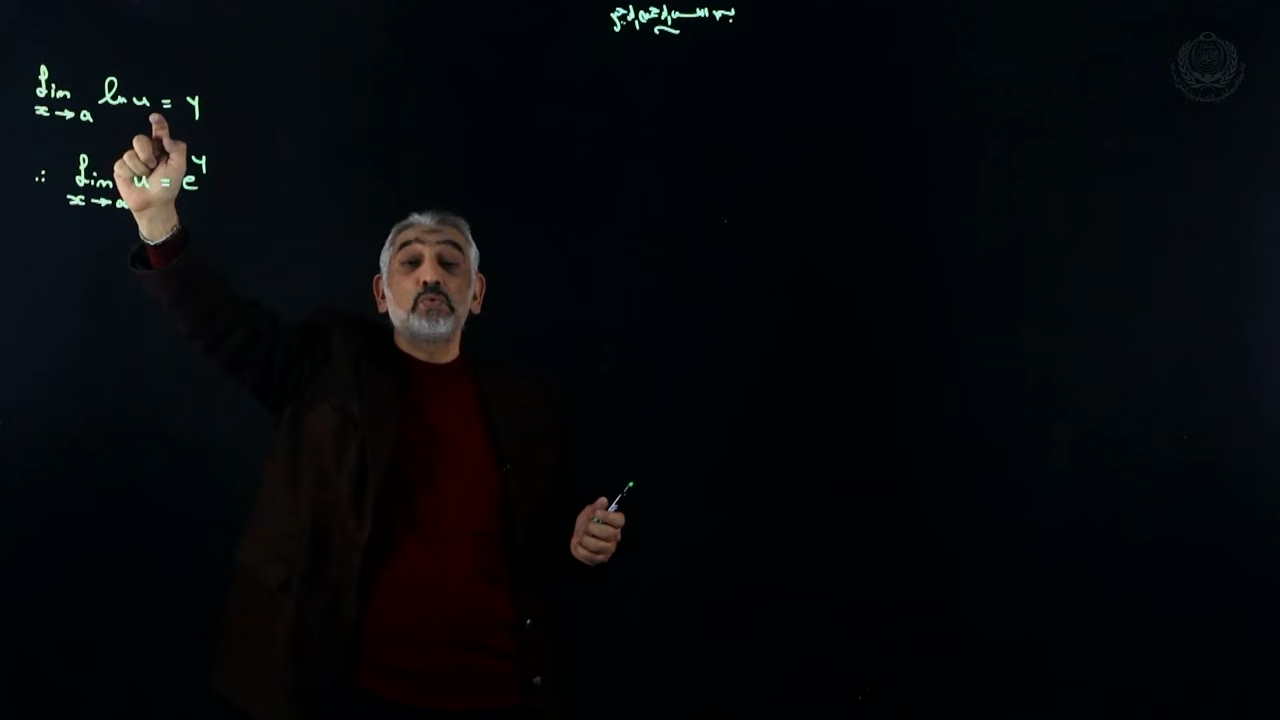 بسم الله الرحمن الرحيم
Lim ln u = y
x → a
∴ Lim u = e^y
x → a